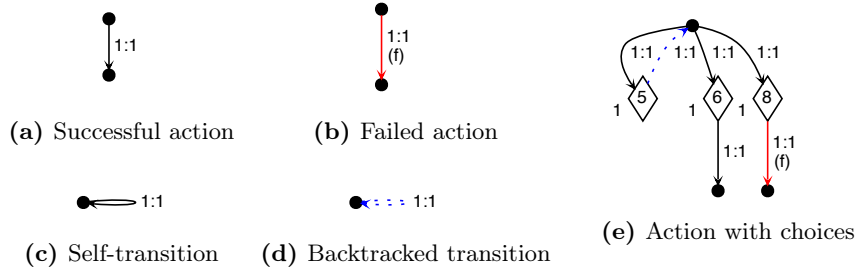 1:1
(a) Successful action
1:1
(f)
(b) Failed action
1:1
(c) Self-transition
1:1
(d) Backtracked transition
1:1 1:1 1:1 1:1
5 6 8
1 1 1
1:1 1:1
(f)
(e) Action with choices